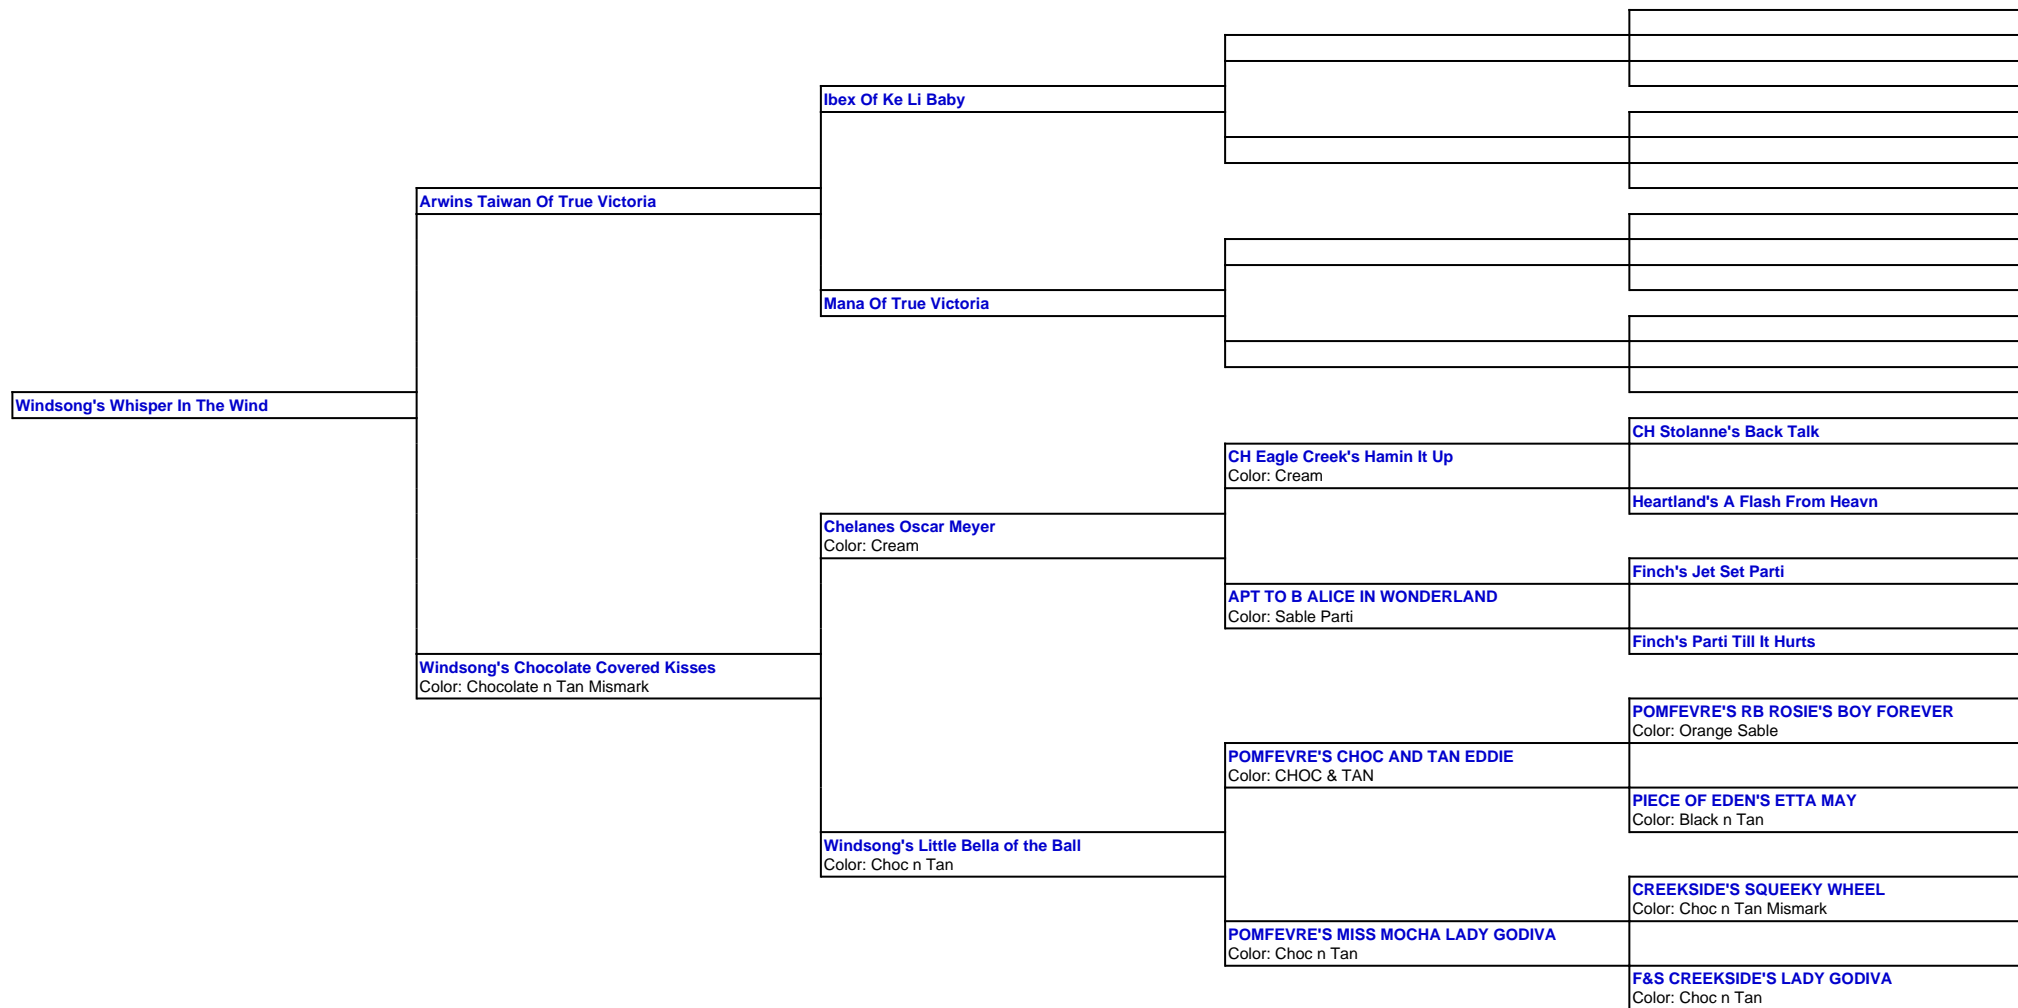 Ibex Of Ke Li Baby
Arwins Taiwan Of True Victoria
Mana Of True Victoria
Windsong's Whisper In The Wind
CH Stolanne's Back Talk
CH Eagle Creek's Hamin It Up
Color: Cream
Heartland's A Flash From Heavn
Chelanes Oscar Meyer
Color: Cream
Finch's Jet Set Parti
APT TO B ALICE IN WONDERLAND
Color: Sable Parti
Finch's Parti Till It Hurts
Windsong's Chocolate Covered Kisses
Color: Chocolate n Tan Mismark
POMFEVRE'S RB ROSIE'S BOY FOREVER
Color: Orange Sable
POMFEVRE'S CHOC AND TAN EDDIE
Color: CHOC & TAN
PIECE OF EDEN'S ETTA MAY
Color: Black n Tan
Windsong's Little Bella of the Ball
Color: Choc n Tan
CREEKSIDE'S SQUEEKY WHEEL
Color: Choc n Tan Mismark
POMFEVRE'S MISS MOCHA LADY GODIVA
Color: Choc n Tan
F&S CREEKSIDE'S LADY GODIVA
Color: Choc n Tan